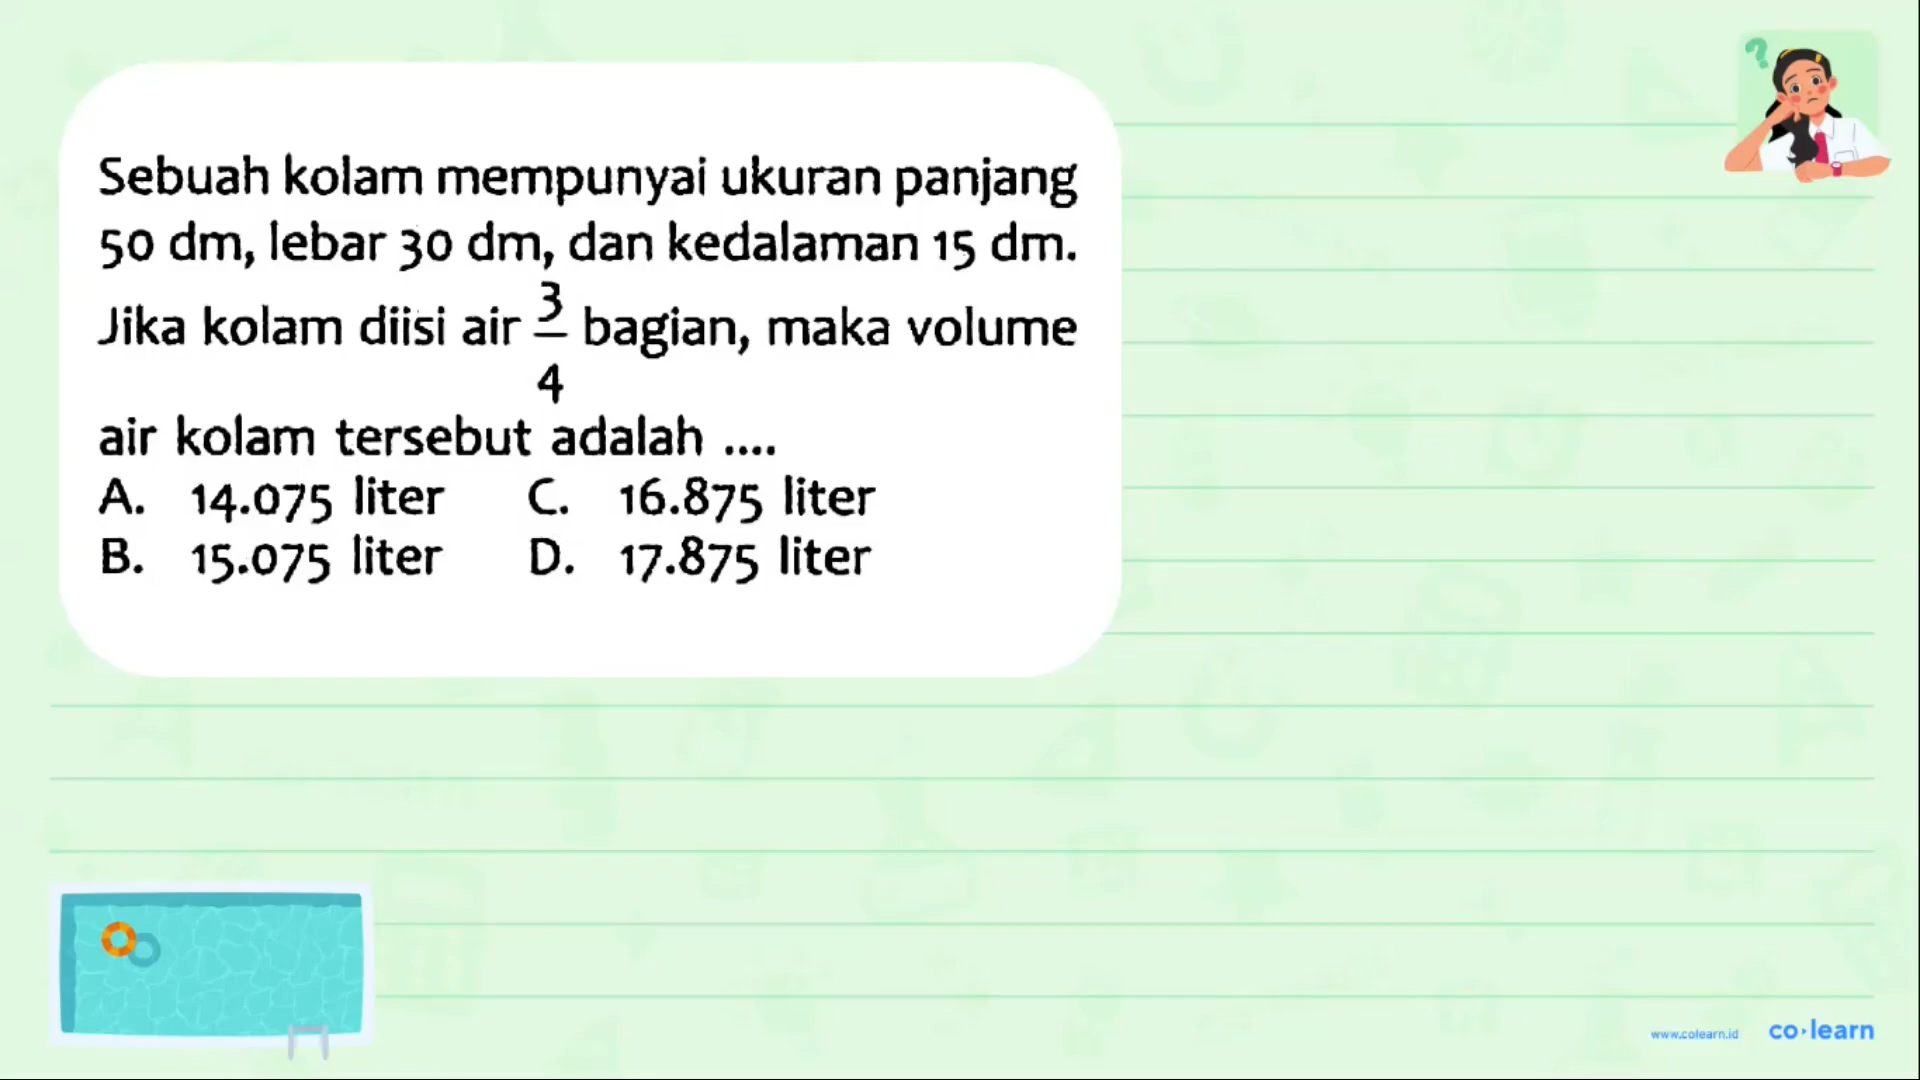 ?
Sebuah kolam mempunyai ukuran panjang
50 dm, lebar 30 dm, dan kedalaman 15 dm.
Jika kolam diisi air 3/4 bagian, maka volume
air kolam tersebut adalah ....
A. 14.075 liter C. 16.875 liter
B. 15.075 liter D. 17.875 liter
www.colearn.id co·learn